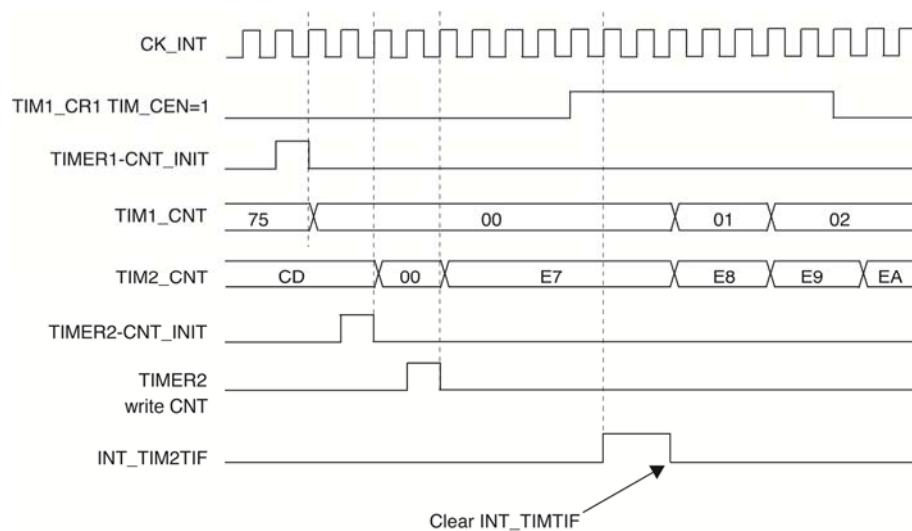 CK_INT
TIM1_CR1 TIM_CEN=1
TIMER1-CNT_INIT
TIM1_CNT 75 00 01 02
TIM2_CNT CD 00 E7 E8 E9 EA
TIMER2-CNT_INIT
TIMER2
write CNT
INT_TIM2TIF
Clear INT_TIMTIF